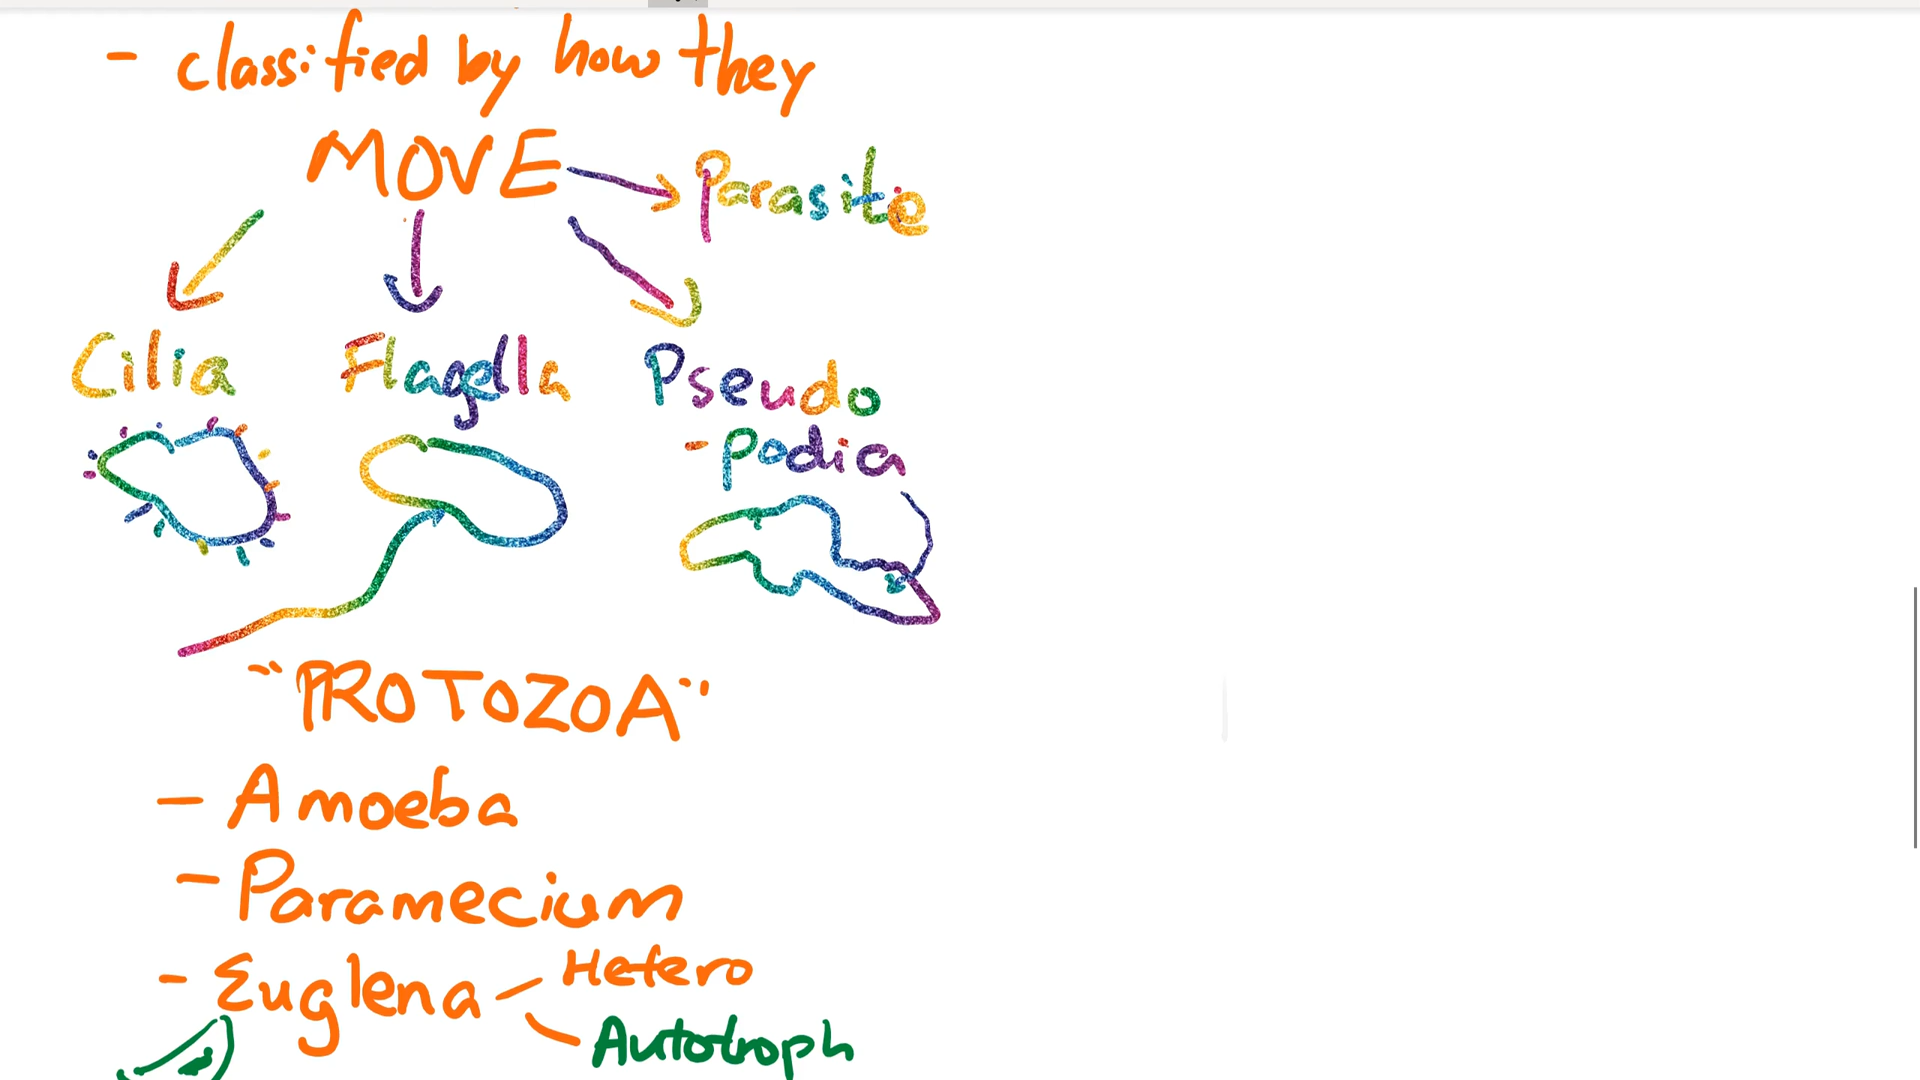 - classified by how they
MOVE
Parasite
Cilia
Flagella
Pseudo
-podia
"PROTOZOA"
- Amoeba
- Paramecium
- Euglena
Hetero
Autotroph